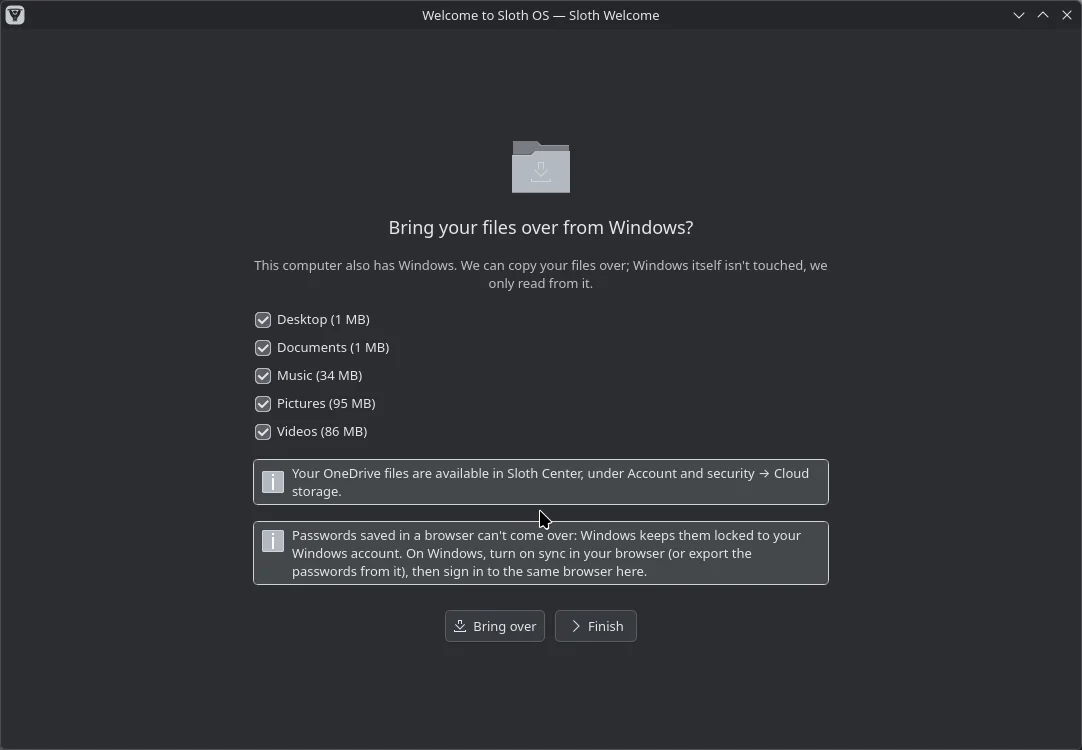 Welcome to Sloth OS — Sloth Welcome
Bring your files over from Windows?
This computer also has Windows. We can copy your files over; Windows itself isn't touched, we
only read from it.
Desktop (1 MB)
Documents (1 MB)
Music (34 MB)
Pictures (95 MB)
Videos (86 MB)
Your OneDrive files are available in Sloth Center, under Account and security → Cloud
storage.
Passwords saved in a browser can't come over: Windows keeps them locked to your
Windows account. On Windows, turn on sync in your browser (or export the
passwords from it), then sign in to the same browser here.
Bring over
Finish